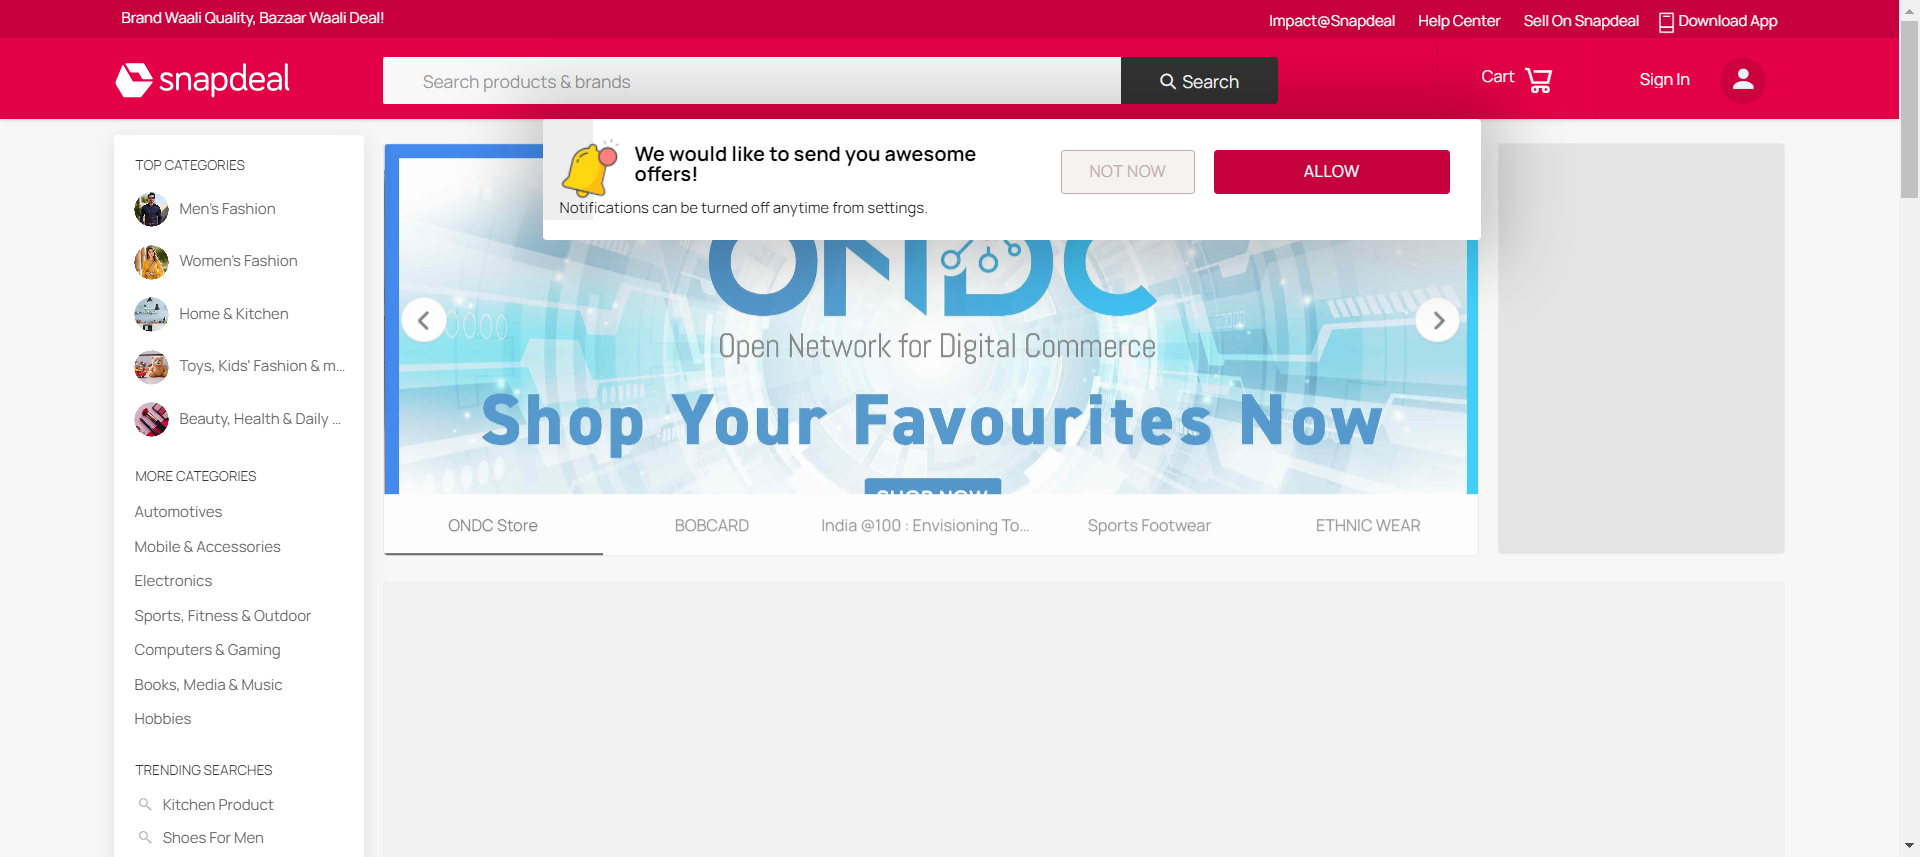 Brand Waali Quality, Bazaar Waali Deal!
Impact@Snapdeal Help Center Sell On Snapdeal Download App
snapdeal
Search products & brands
Search
Cart
Sign In
We would like to send you awesome
offers!
Notifications can be turned off anytime from settings.
NOT NOW
ALLOW
TOP CATEGORIES
Men's Fashion
Women's Fashion
Home & Kitchen
Toys, Kids' Fashion & m...
Beauty, Health & Daily ...
MORE CATEGORIES
Automotives
Mobile & Accessories
Electronics
Sports, Fitness & Outdoor
Computers & Gaming
Books, Media & Music
Hobbies
TRENDING SEARCHES
Kitchen Product
Shoes For Men
ONDC
Open Network for Digital Commerce
Shop Your Favourites Now
SHOP NOW
ONDC Store
BOBCARD
India @100 : Envisioning To...
Sports Footwear
ETHNIC WEAR